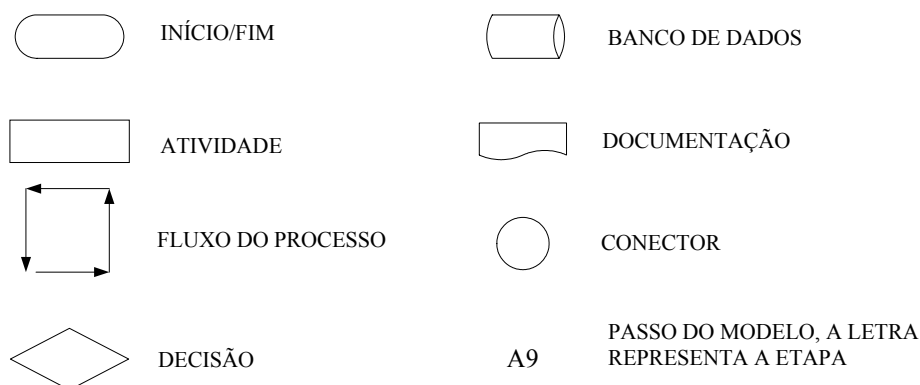 INÍCIO/FIM
BANCO DE DADOS
ATIVIDADE
DOCUMENTAÇÃO
FLUXO DO PROCESSO
CONECTOR
DECISÃO
A9
PASSO DO MODELO, A LETRA
REPRESENTA A ETAPA